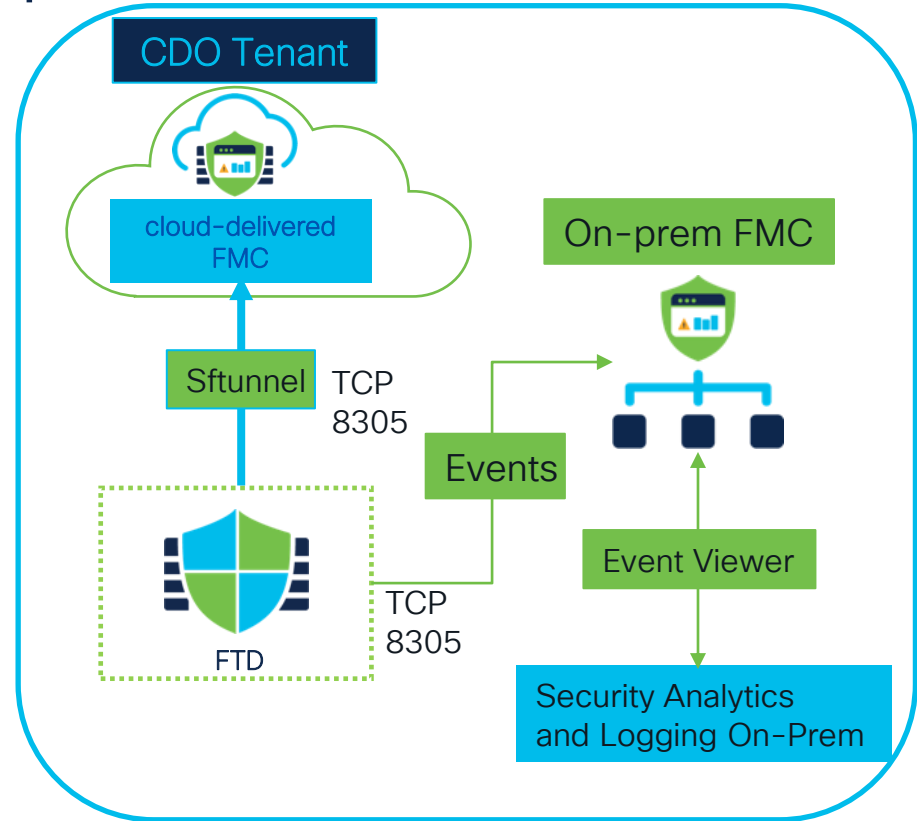 CDO Tenant
cloud-delivered
FMC
On-prem FMC
Sftunnel
TCP
8305
Events
Event Viewer
TCP
8305
FTD
Security Analytics
and Logging On-Prem